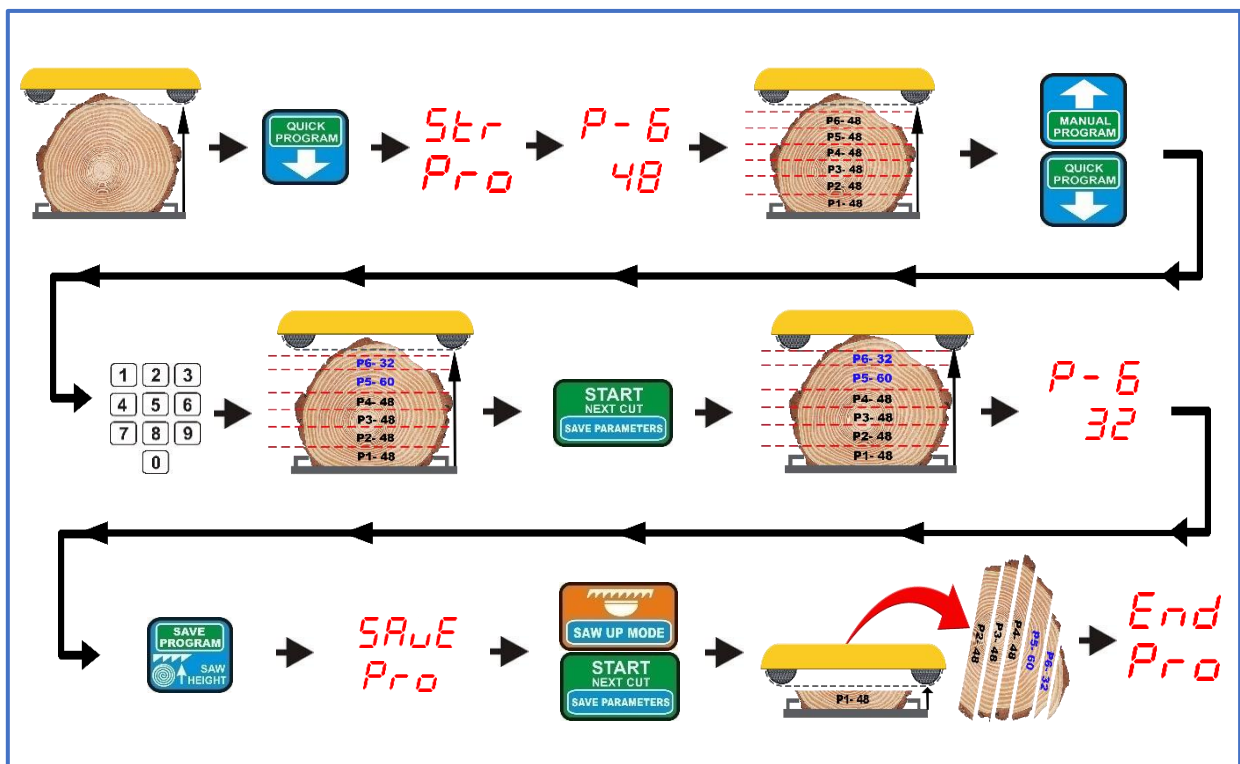 QUICK
PROGRAM
Str
Pro
P-6
48
P6- 48
P5- 48
P4- 48
P3- 48
P2- 48
P1- 48
MANUAL
PROGRAM
QUICK
PROGRAM
1 2 3
4 5 6
7 8 9
0
P6- 32
P5- 60
P4- 48
P3- 48
P2- 48
P1- 48
START
NEXT CUT
SAVE PARAMETERS
P6- 32
P5- 60
P4- 48
P3- 48
P2- 48
P1- 48
P-6
32
SAVE
PROGRAM
SAW
HEIGHT
SAvE
Pro
SAW UP MODE
START
NEXT CUT
SAVE PARAMETERS
P1- 48
P2- 48
P3- 48
P4- 48
P5- 60
P6- 32
End
Pro